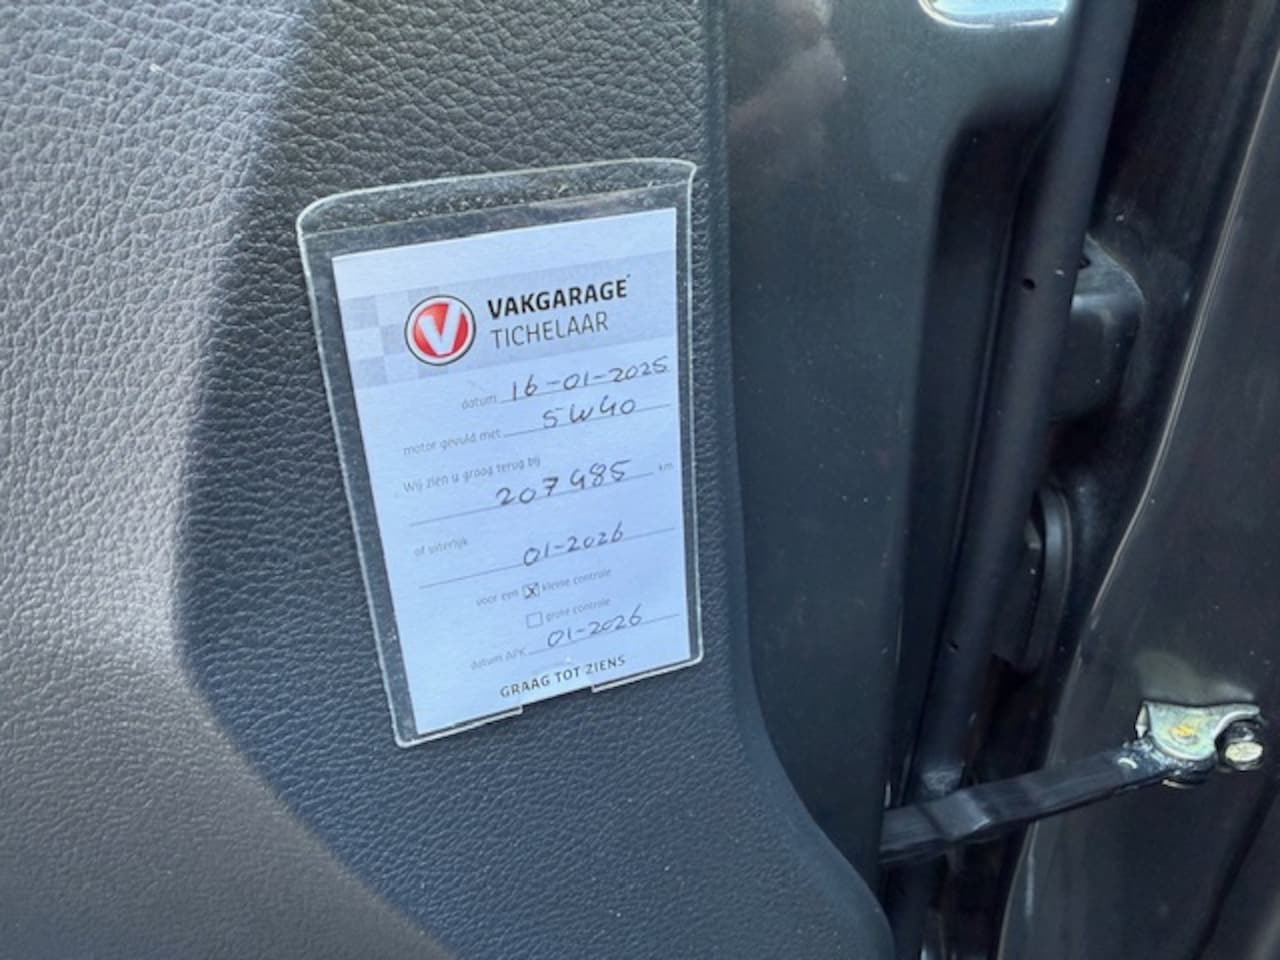 VAKGARAGE
TICHELAAR
datum 16-01-2025
motor gevuld met 5W40
Wij zien u graag terug bij
207485 km
of uiterlijk
01-2026
voor een x kleine controle
grote controle
datum APK 01-2026
GRAAG TOT ZIENS